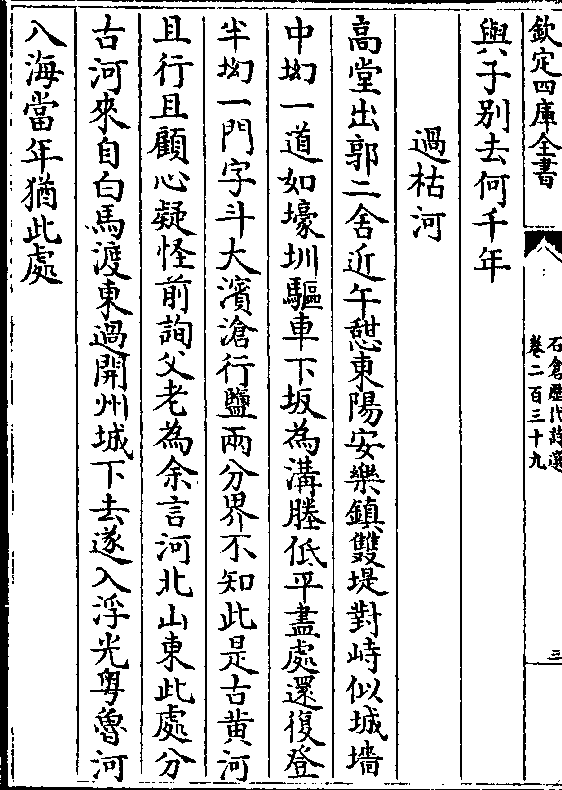 欽定四庫全書
石倉歷代詩選
卷二百三十九
三
與子別去何千年
過枯河
高堂出郭二舍近午憇東陽安樂鎮雙堤對峙似城墻
中㘭一道如壕圳驅車下坂為溝塍低平盡處還復登
半㘭一門字斗大濱滄行鹽兩分界不知此是古黄河
且行且顧心疑怪前詢父老為余言河北山東此處分
古河來自白馬渡東過開州城下去遂入浮光粤魯河
入海當年猶此處